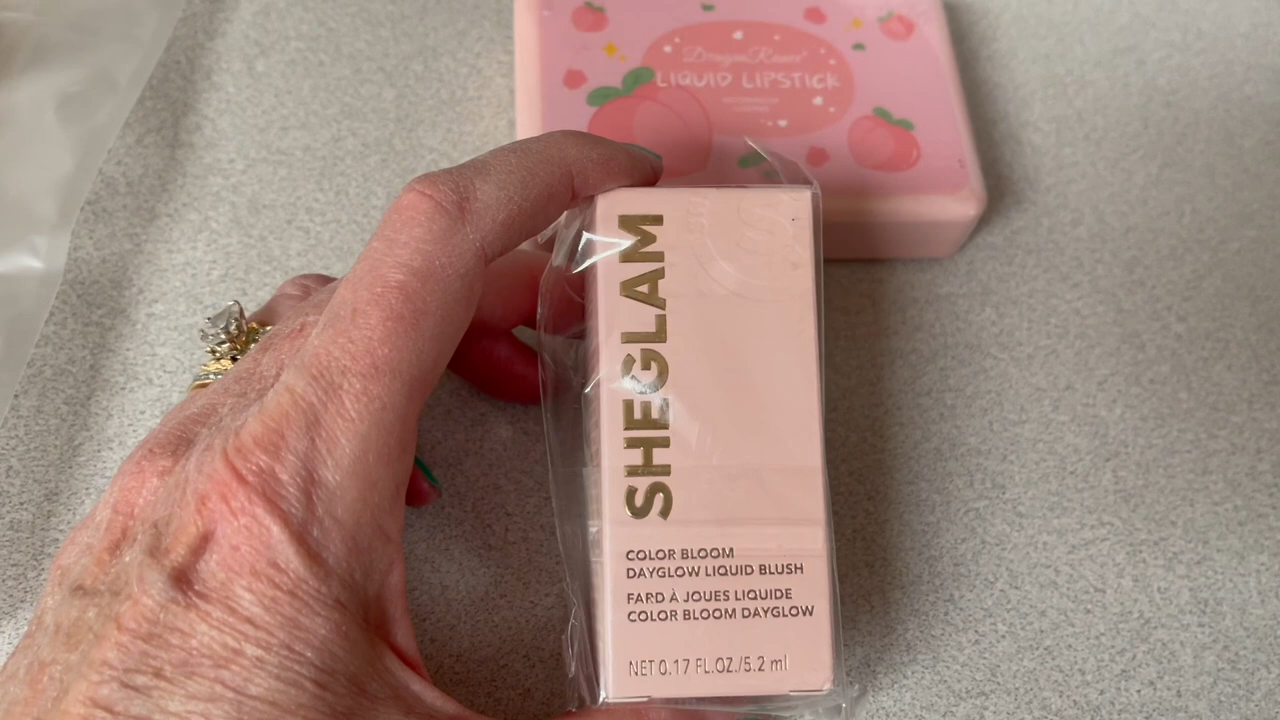 DragonRanee
LIQUID LIPSTICK
SHEGLAM
COLOR BLOOM
DAYGLOW LIQUID BLUSH
FARD À JOUES LIQUIDE
COLOR BLOOM DAYGLOW
NET 0.17 FL.OZ./5.2 ml